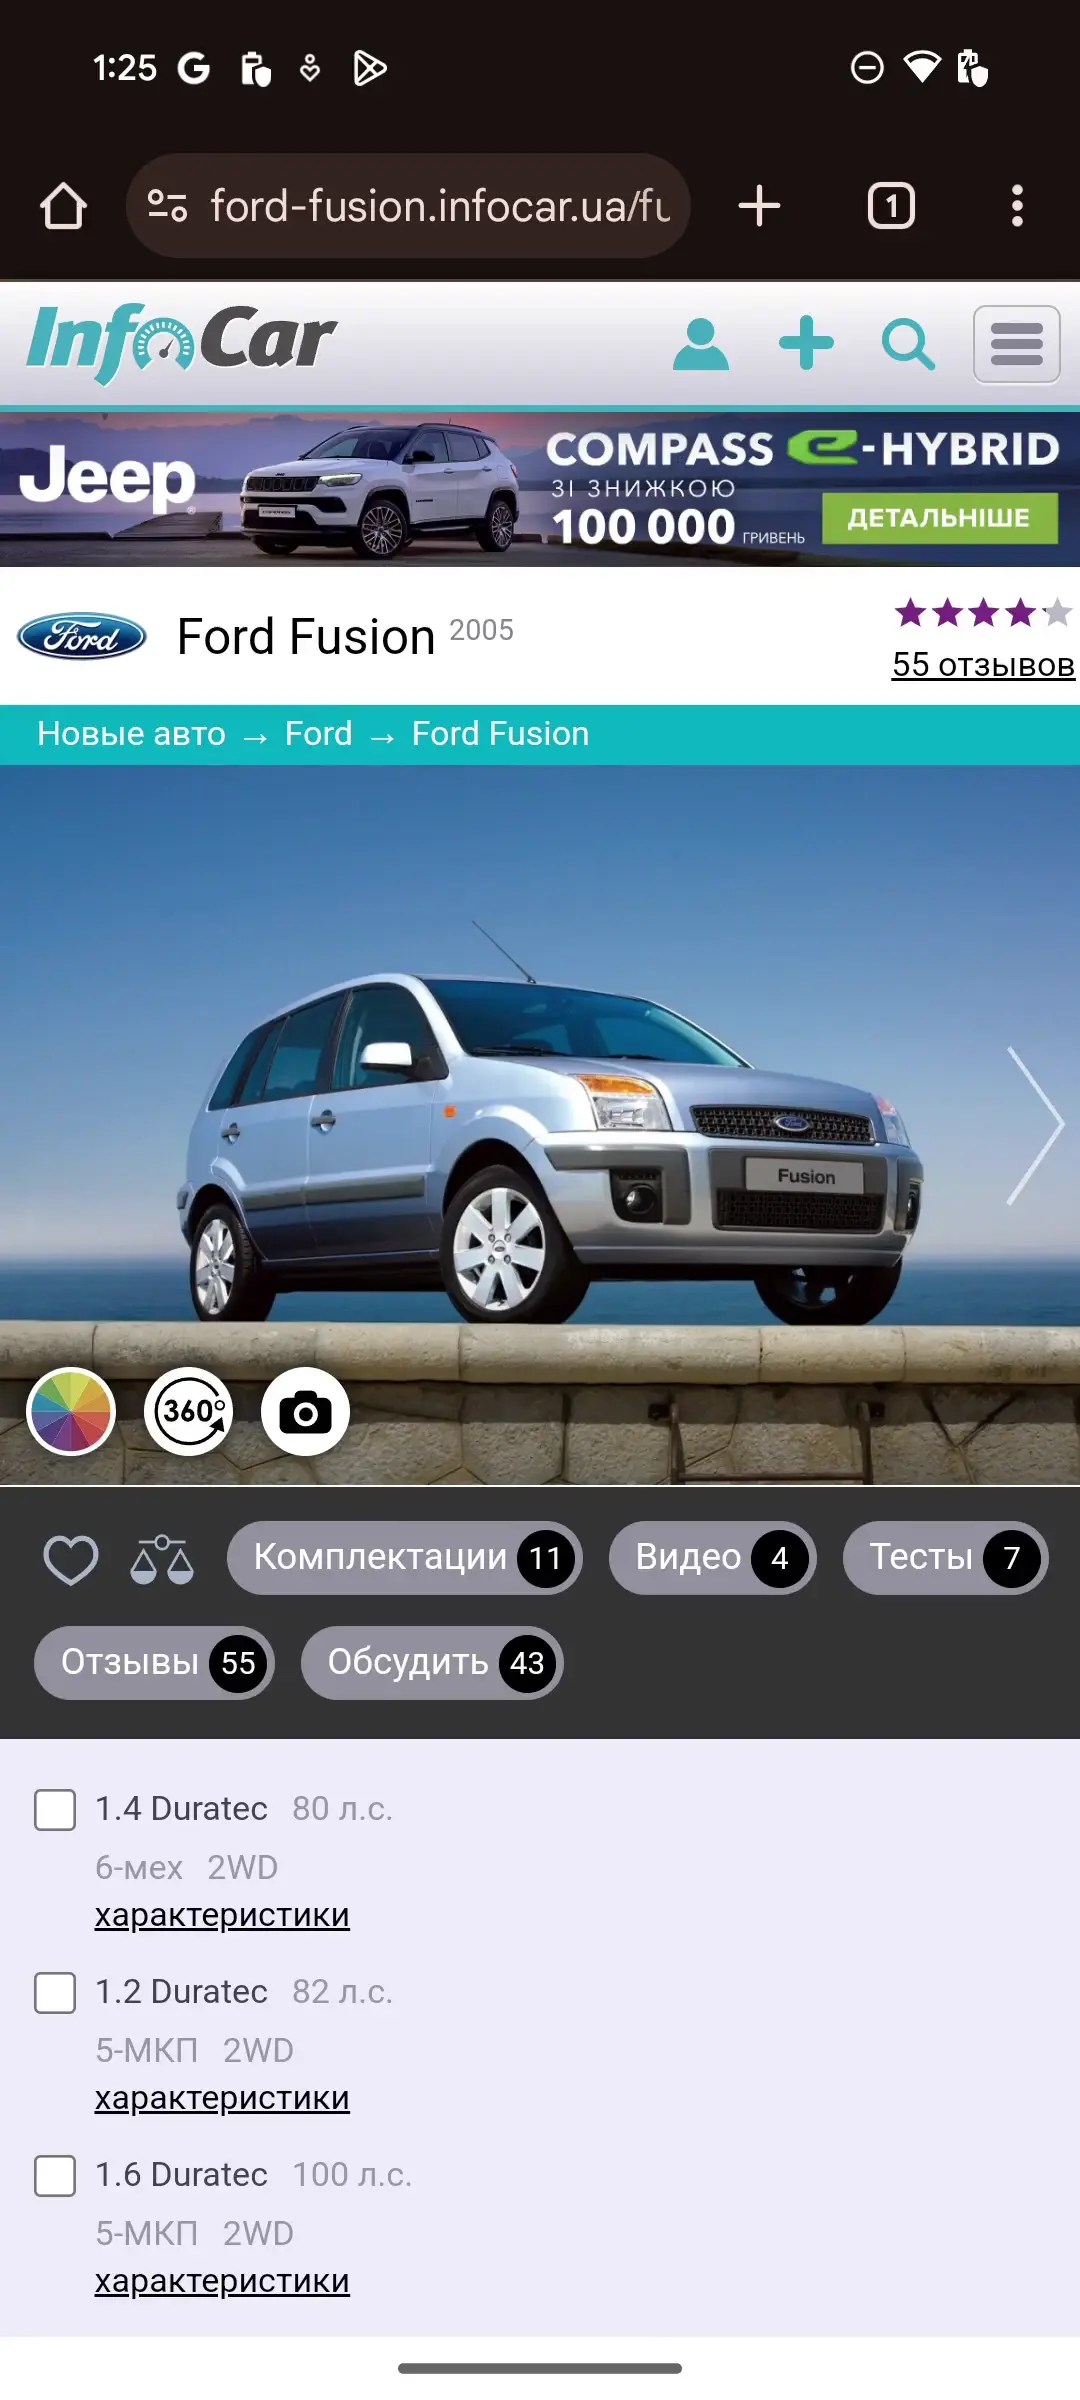 1:25
ford-fusion.infocar.ua/fu
1
InfoCar
Jeep
COMPASS e-HYBRID
ЗІ ЗНИЖКОЮ
100 000 ГРИВЕНЬ
ДЕТАЛЬНІШЕ
Ford
Ford Fusion 2005
55 отзывов
Новые авто → Ford → Ford Fusion
Ford
Fusion
360°
Комплектации 11
Видео 4
Тесты 7
Отзывы 55
Обсудить 43
1.4 Duratec 80 л.с.
6-мех 2WD
характеристики
1.2 Duratec 82 л.с.
5-МКП 2WD
характеристики
1.6 Duratec 100 л.с.
5-МКП 2WD
характеристики